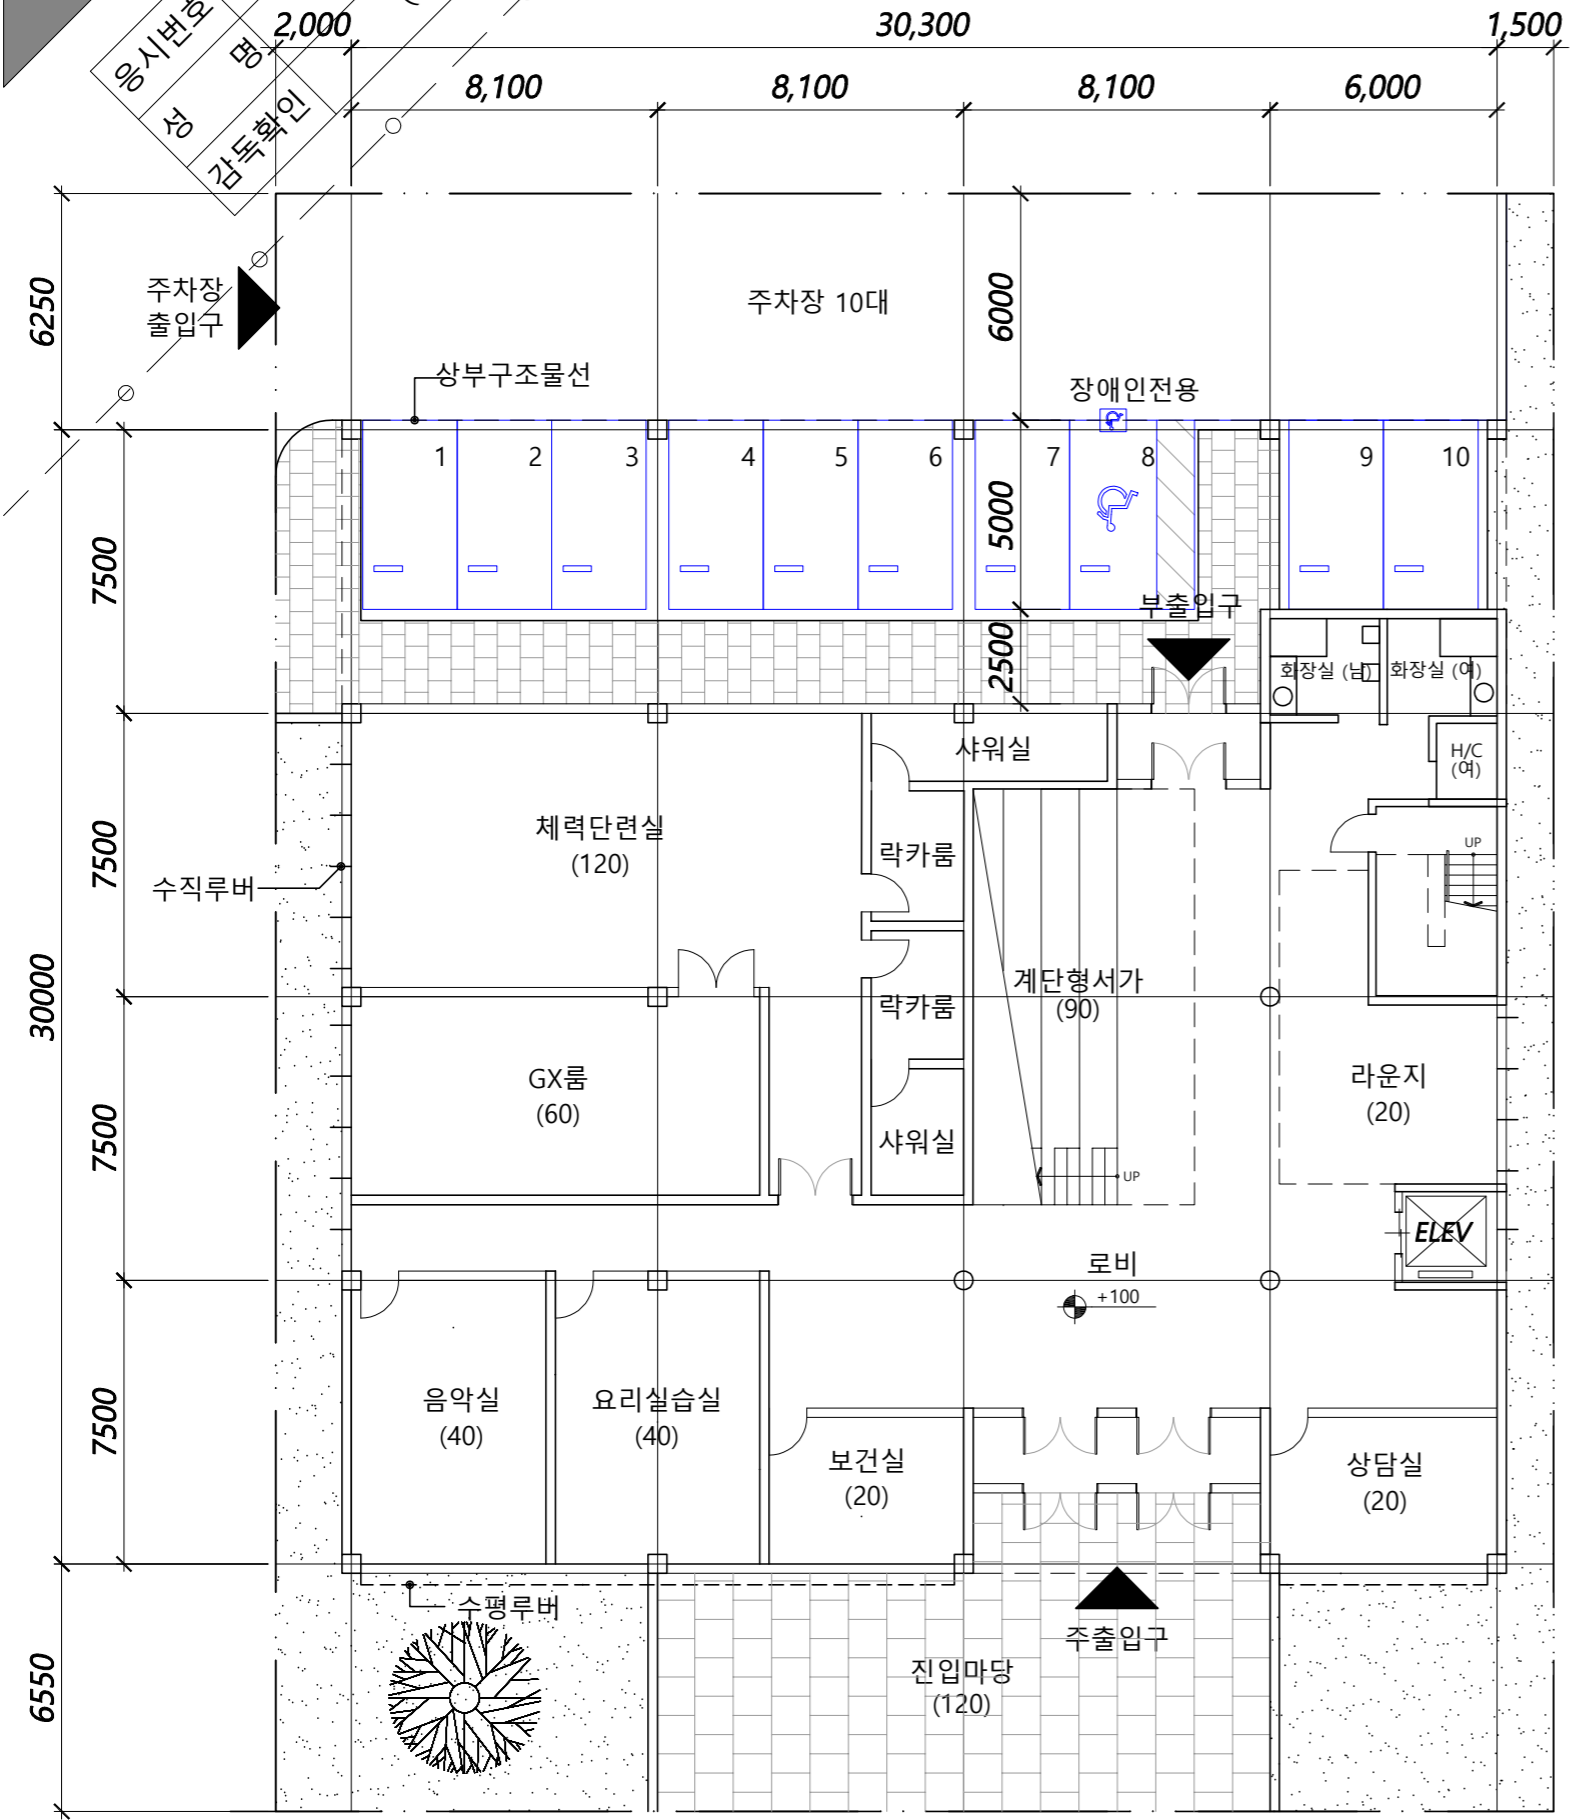 응시번호
성 명
감독확인
2,000
30,300
1,500
8,100
8,100
8,100
6,000
6250
주차장
출입구
주차장 10대
6000
상부구조물선
장애인전용
1
2
3
4
5
6
7
8
9
10
7500
5000
부출입구
2500
화장실 (남)
화장실 (여)
샤워실
H/C
(여)
체력단련실
(120)
락카룸
UP
7500
수직루버
30000
계단형서가
(90)
락카룸
GX룸
(60)
라운지
(20)
7500
샤워실
UP
ELEV
로비
+100
음악실
(40)
요리실습실
(40)
7500
보건실
(20)
상담실
(20)
수평루버
주출입구
진입마당
(120)
6550